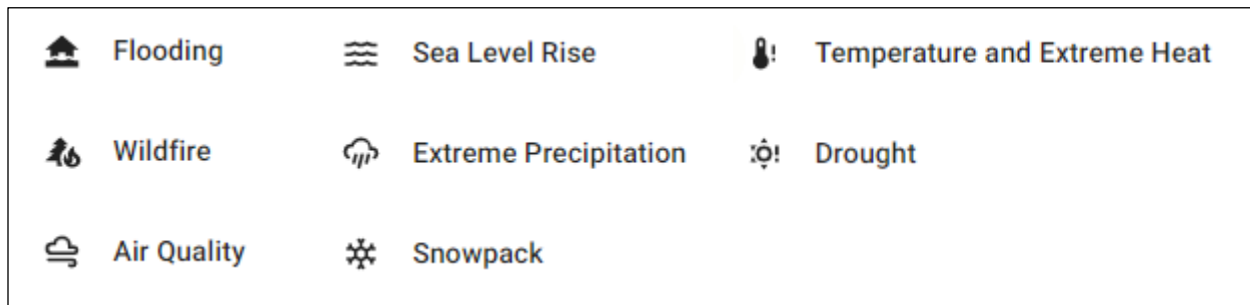 Flooding
Sea Level Rise
Temperature and Extreme Heat
Wildfire
Extreme Precipitation
Drought
Air Quality
Snowpack